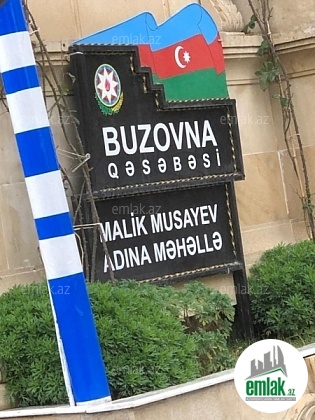 BUZOVNA
QƏSƏBƏSİ
MALİK MUSAYEV
ADINA MƏHƏLLƏ
emlak.az